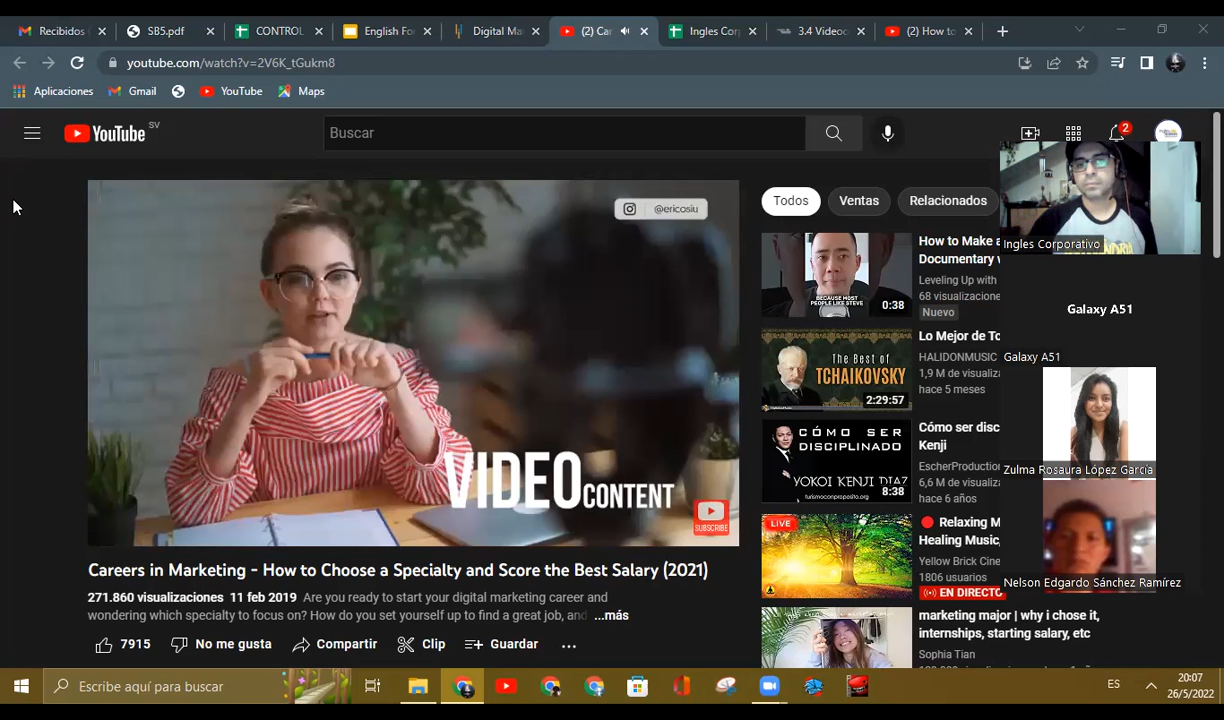 Recibidos (
SB5.pdf
CONTROL
English Fo
Digital Ma
(2) Car
Ingles Corp
3.4 Videoc
(2) How to
youtube.com/watch?v=2V6K_tGukm8
Aplicaciones
Gmail
YouTube
Maps
YouTube SV
Buscar
2
@ericosiu
VIDEO CONTENT
SUBSCRIBE
Todos
Ventas
Relacionados
Ingles Corporativo
BECAUSE MOST
PEOPLE LIKE STEVE
0:38
How to Make a
Documentary
Leveling Up with
68 visualizacione
Nuevo
Galaxy A51
Galaxy A51
The Best of
TCHAIKOVSKY
2:29:57
Lo Mejor de To
HALIDONMUSIC
1,9 M de visualiza
hace 5 meses
CÓMO SER
DISCIPLINADO
YOKOI KENJI DIAZ
turismoconproposito.org
8:38
Cómo ser disc
Kenji
EscherProduction
6,6 M de visualiza
hace 6 años
Zulma Rosaura López García
LIVE
Relaxing M
Healing Music,
Yellow Brick Cine
1806 usuarios
EN DIRECTO
Nelson Edgardo Sánchez Ramírez
marketing major | why i chose it,
internships, starting salary, etc
Sophia Tian
Careers in Marketing - How to Choose a Specialty and Score the Best Salary (2021)
271.860 visualizaciones 11 feb 2019 Are you ready to start your digital marketing career and
wondering which specialty to focus on? How do you set yourself up to find a great job, and ...más
7915
No me gusta
Compartir
Clip
Guardar
Escribe aquí para buscar
ES
20:07
26/5/2022